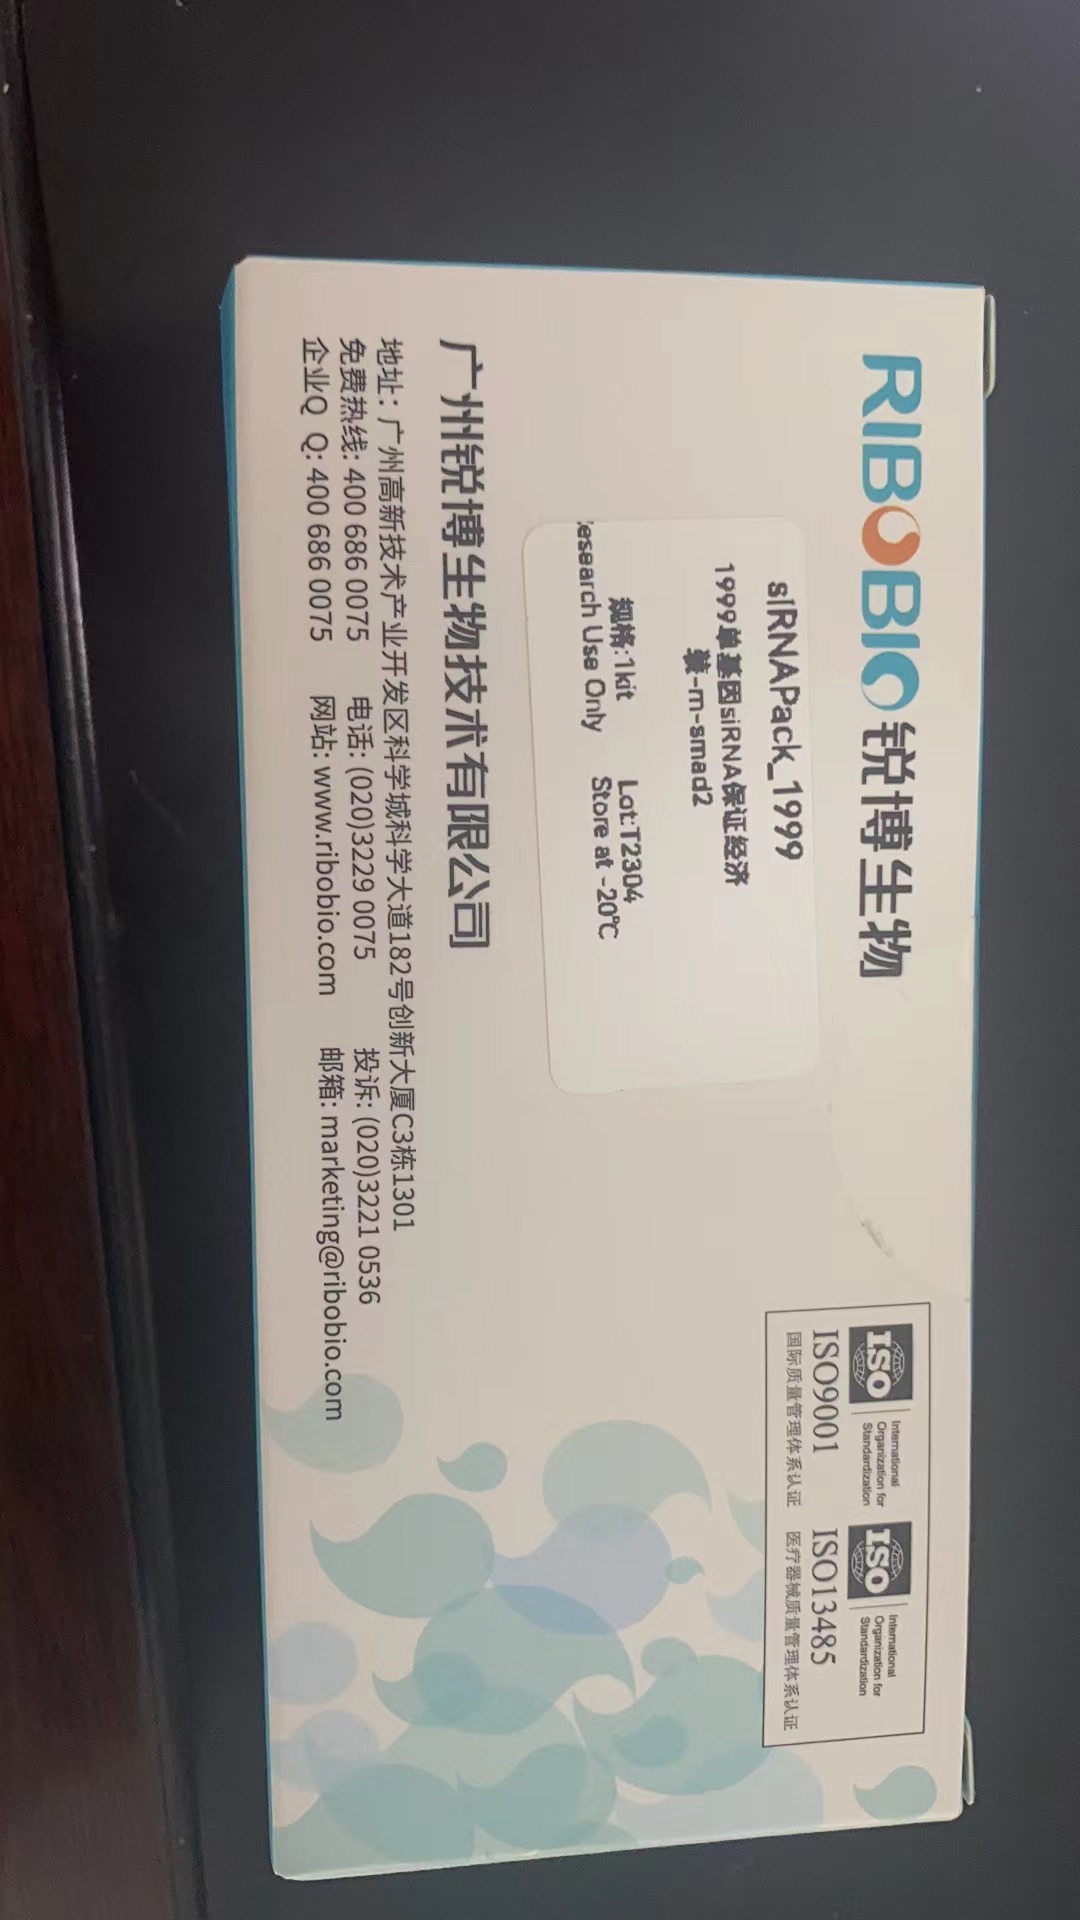 RIBOBIO 锐博生物
ISO
International
Organization for
Standardization
ISO9001
国际质量管理体系认证
ISO
International
Organization for
Standardization
ISO13485
医疗器械质量管理体系认证
siRNAPack_1999
1999单基因siRNA保证经济
装-m-smad2
规格:1kit Lot:T2304
esearch Use Only Store at -20℃
广州锐博生物技术有限公司
地址: 广州高新技术产业开发区科学城科学大道182号创新大厦C3栋1301
免费热线: 400 686 0075 电话: (020)3229 0075 投诉: (020)3221 0536
企业Q Q: 400 686 0075 网站: www.ribobio.com 邮箱: marketing@ribobio.com